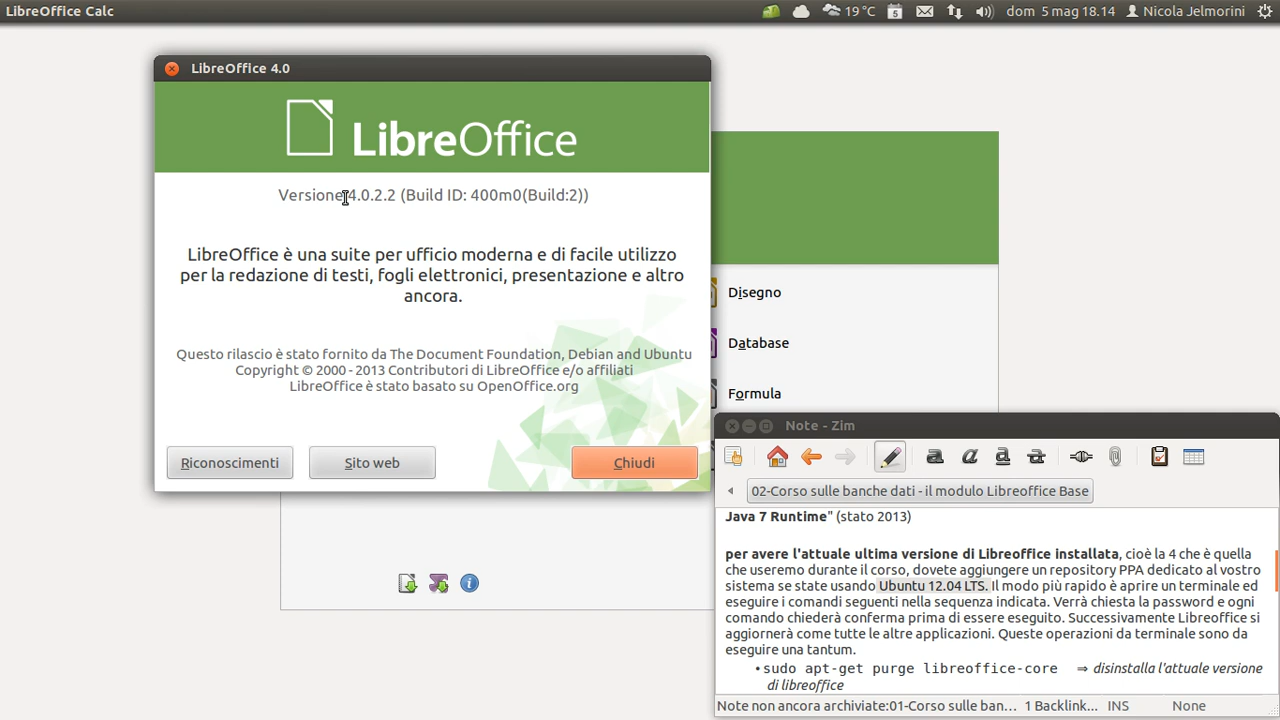 LibreOffice Calc
19 °C
5
dom 5 mag 18.14
Nicola Jelmorini
LibreOffice 4.0
LibreOffice
Versione 4.0.2.2 (Build ID: 400m0(Build:2))
LibreOffice è una suite per ufficio moderna e di facile utilizzo
per la redazione di testi, fogli elettronici, presentazione e altro
ancora.
Questo rilascio è stato fornito da The Document Foundation, Debian and Ubuntu
Copyright © 2000 - 2013 Contributori di LibreOffice e/o affiliati
LibreOffice è stato basato su OpenOffice.org
Riconoscimenti
Sito web
Chiudi
Disegno
Database
Formula
Note - Zim
02-Corso sulle banche dati - il modulo Libreoffice Base
Java 7 Runtime" (stato 2013)
per avere l'attuale ultima versione di Libreoffice installata, cioè la 4 che è quella
che useremo durante il corso, dovete aggiungere un repository PPA dedicato al vostro
sistema se state usando Ubuntu 12.04 LTS. Il modo più rapido è aprire un terminale ed
eseguire i comandi seguenti nella sequenza indicata. Verrà chiesta la password e ogni
comando chiederà conferma prima di essere eseguito. Successivamente Libreoffice si
aggiornerà come tutte le altre applicazioni. Queste operazioni da terminale sono da
eseguire una tantum.
• sudo apt-get purge libreoffice-core ⇒ disinstalla l'attuale versione
di libreoffice
Note non ancora archiviate:01-Corso sulle ban...
1 Backlink...
INS
None